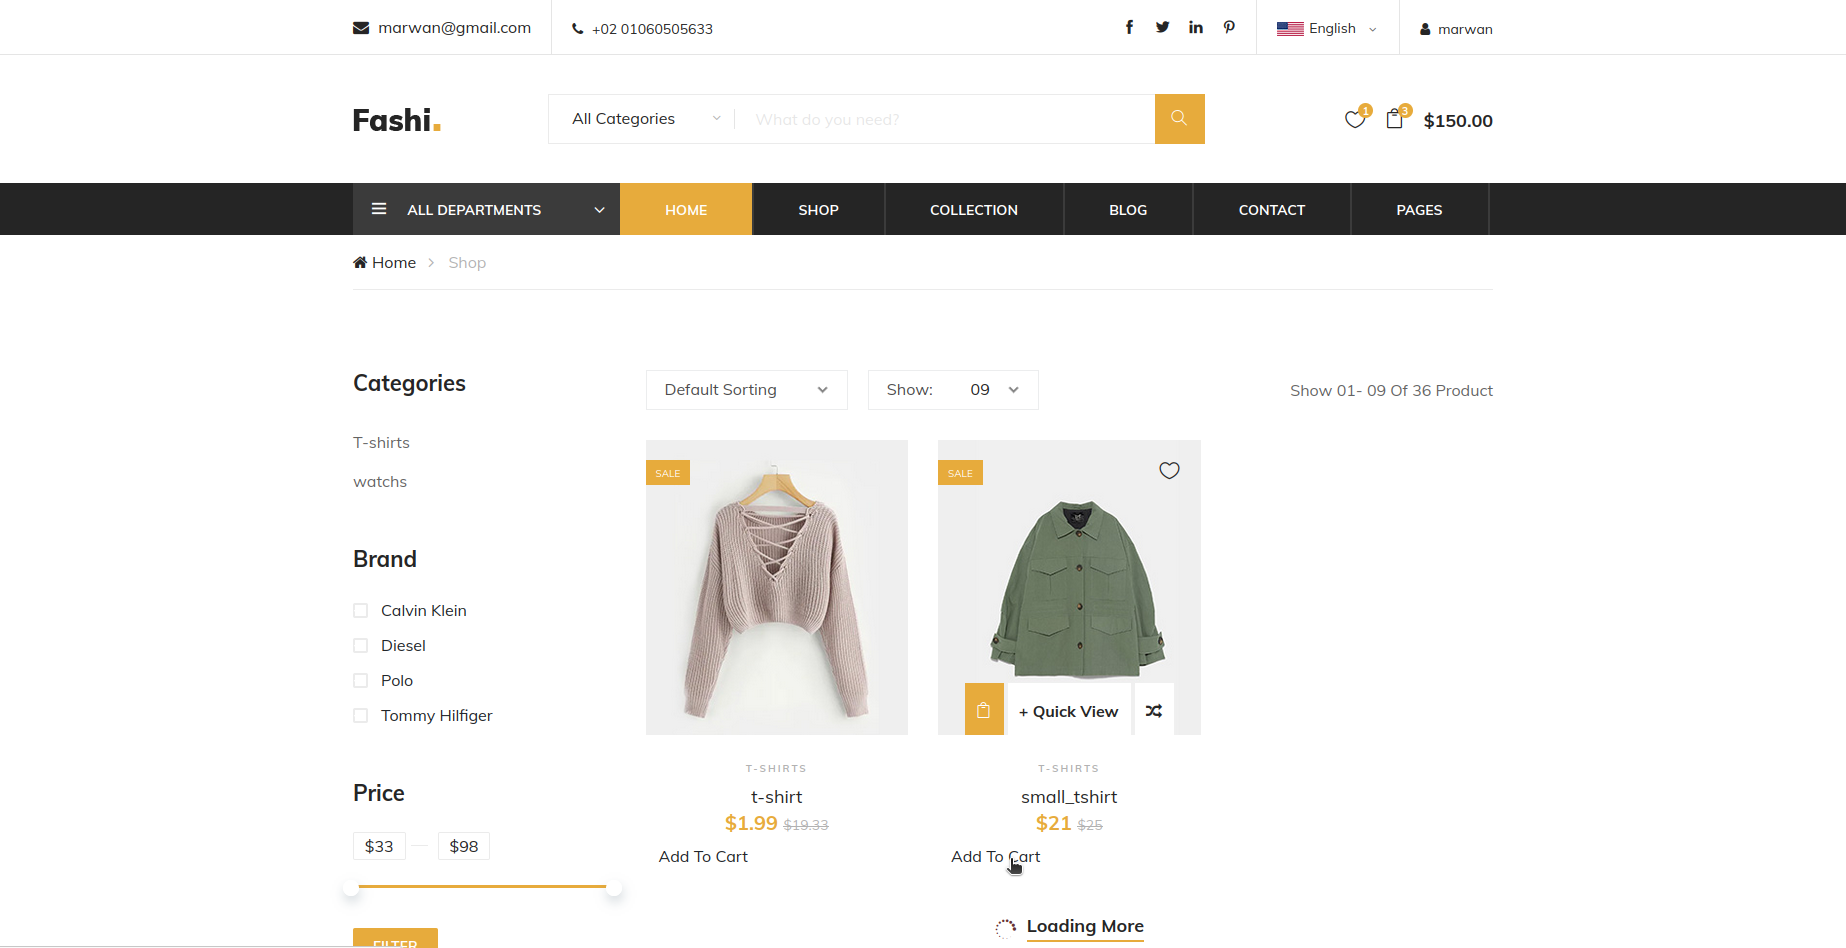 marwan@gmail.com
+02 01060505633
English
marwan
Fashi.
All Categories
What do you need?
1
3
$150.00
ALL DEPARTMENTS
HOME
SHOP
COLLECTION
BLOG
CONTACT
PAGES
Home
Shop
Categories
T-shirts
watchs
Brand
Calvin Klein
Diesel
Polo
Tommy Hilfiger
Price
$33
$98
FILTER
Default Sorting
Show: 09
Show 01- 09 Of 36 Product
SALE
T-SHIRTS
t-shirt
$1.99 $19.33
Add To Cart
SALE
+ Quick View
T-SHIRTS
small_tshirt
$21 $25
Add To Cart
Loading More